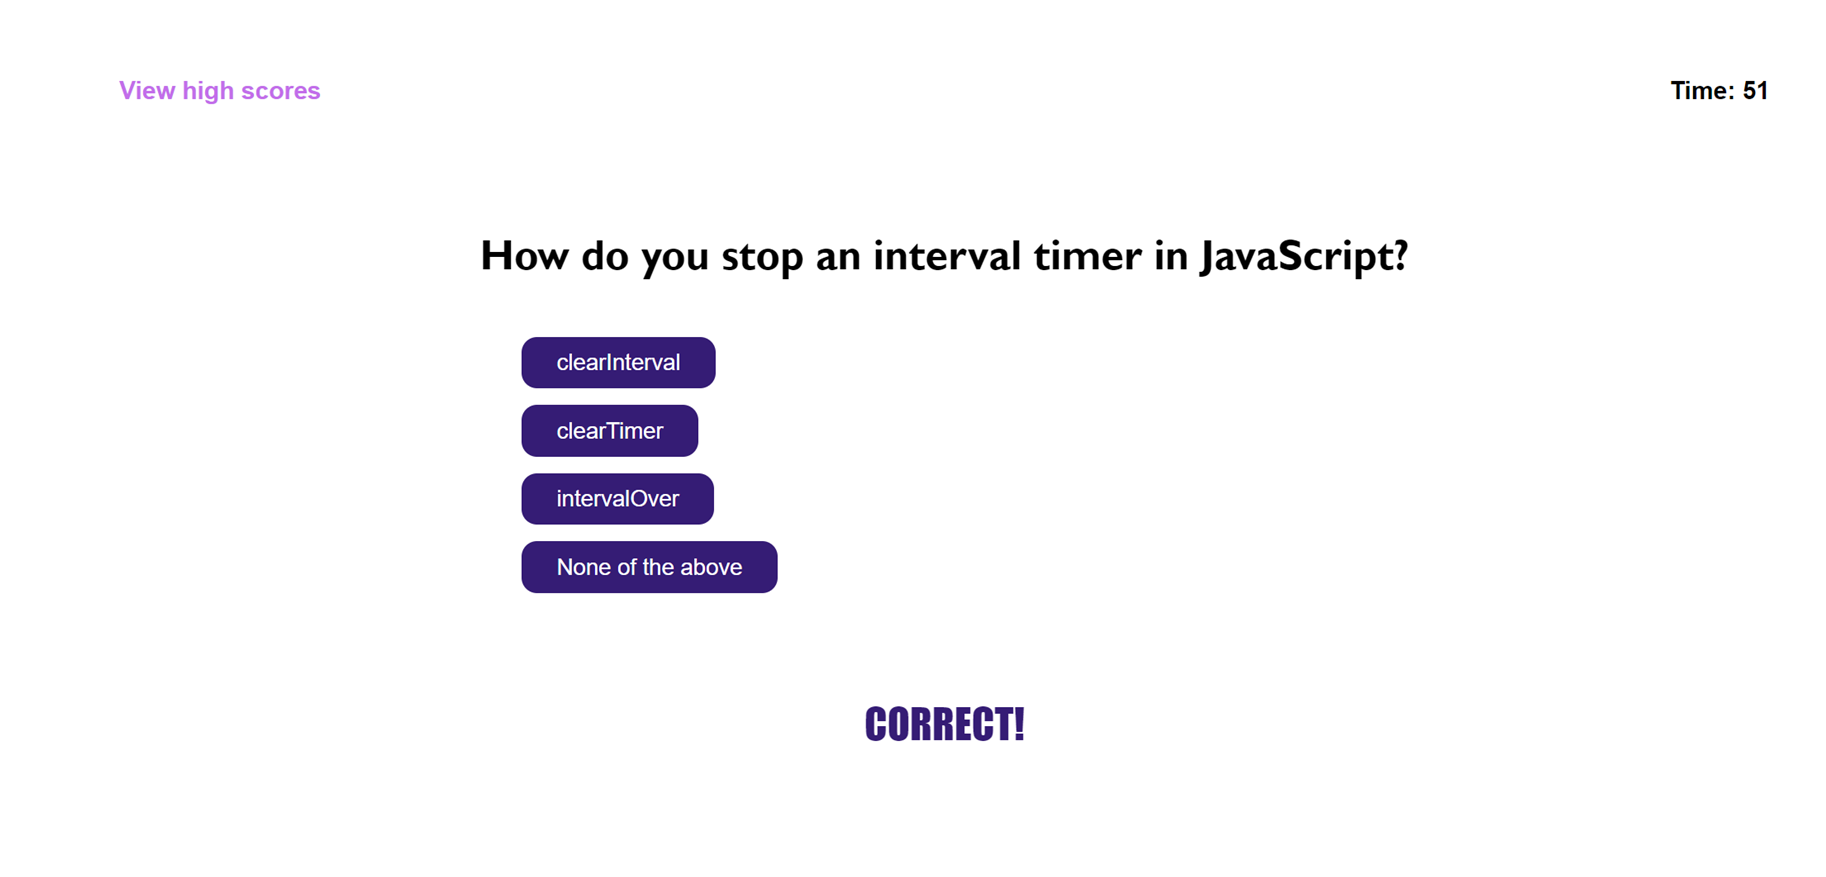 View high scores
Time: 51
How do you stop an interval timer in JavaScript?
clearInterval
clearTimer
intervalOver
None of the above
CORRECT!